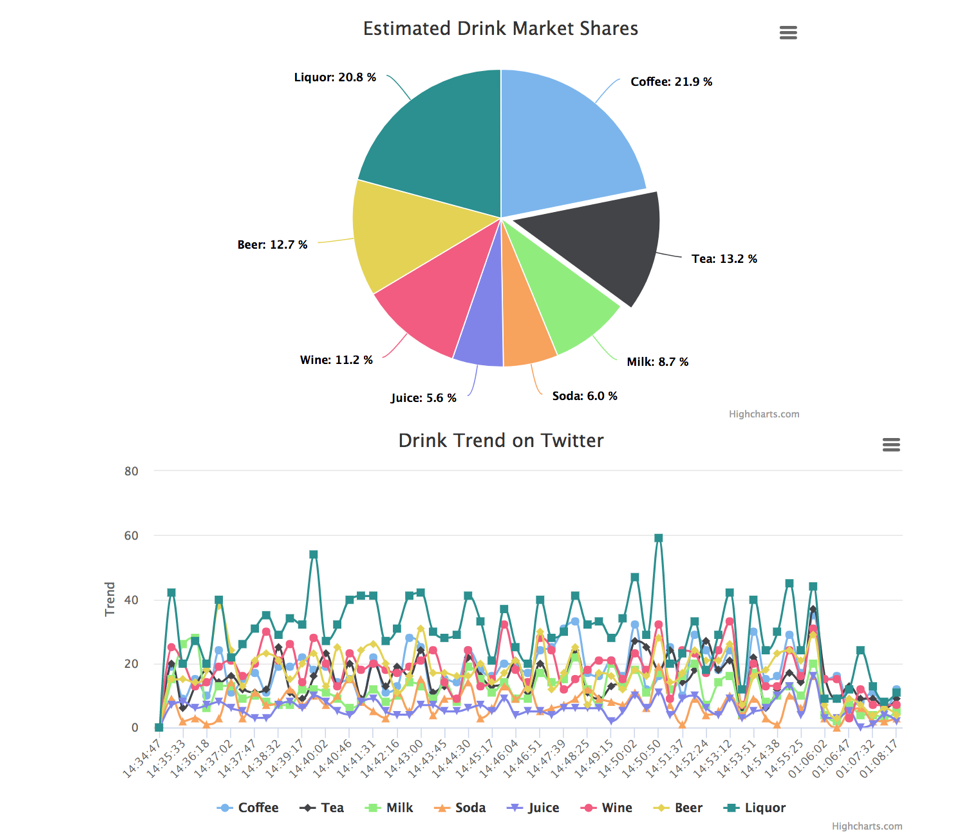 Estimated Drink Market Shares
Liquor: 20.8 %
Coffee: 21.9 %
Beer: 12.7 %
Tea: 13.2 %
Wine: 11.2 %
Milk: 8.7 %
Juice: 5.6 %
Soda: 6.0 %
Highcharts.com
Drink Trend on Twitter
Trend
80
60
40
20
0
14:34:47
14:35:33
14:36:18
14:37:02
14:37:47
14:38:32
14:39:17
14:40:02
14:40:46
14:41:31
14:42:16
14:43:00
14:43:45
14:44:30
14:45:17
14:46:04
14:46:51
14:47:39
14:48:25
14:49:15
14:50:02
14:50:50
14:51:37
14:52:24
14:53:12
14:53:51
14:54:38
14:55:25
01:06:02
01:06:47
01:07:32
01:08:17
Coffee Tea Milk Soda Juice Wine Beer Liquor
Highcharts.com